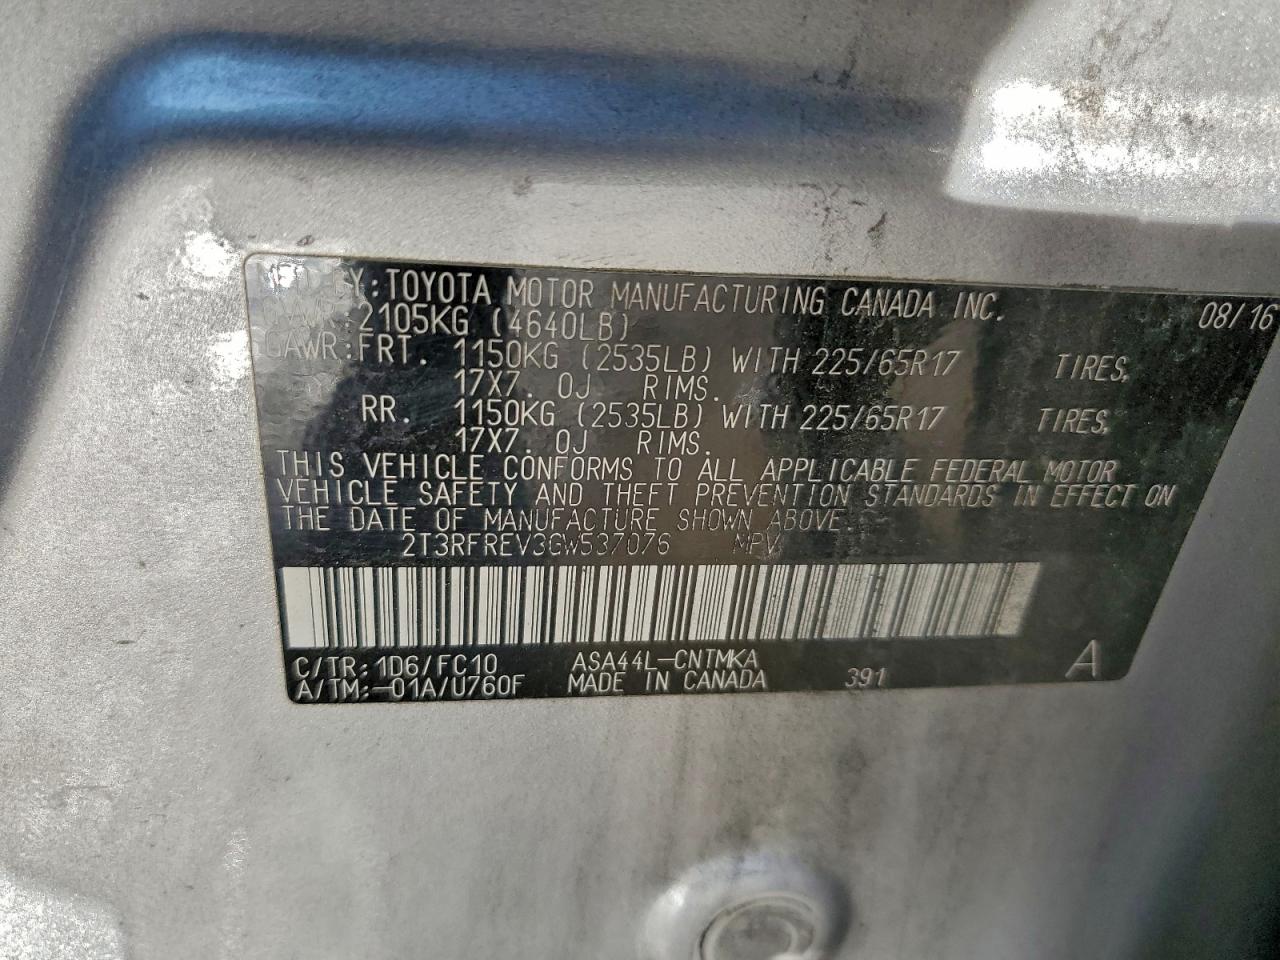 BY: TOYOTA MOTOR MANUFACTURING CANADA INC. 08/16
2105KG (4640LB)
GAWR: FRT. 1150KG (2535LB) WITH 225/65R17 TIRES,
17X7. 0J RIMS.
RR. 1150KG (2535LB) WITH 225/65R17 TIRES,
17X7. 0J RIMS.
THIS VEHICLE CONFORMS TO ALL APPLICABLE FEDERAL MOTOR
VEHICLE SAFETY AND THEFT PREVENTION STANDARDS IN EFFECT ON
THE DATE OF MANUFACTURE SHOWN ABOVE.
2T3RFREV3GW537076 MPV
C/TR: 1D6/FC10 ASA44L-CNTMKA 391 A
A/TM:-01A/U760F MADE IN CANADA